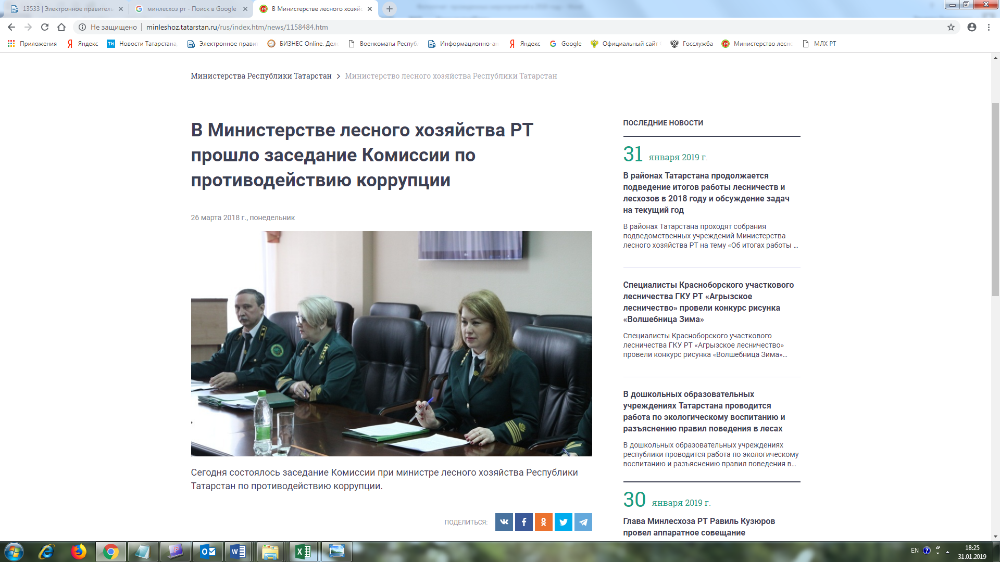 13533 | Электронное правитель
минлесхоз рт - Поиск в Google
В Министерстве лесного хозяйс
Не защищено
minleshoz.tatarstan.ru/rus/index.htm/news/1158484.htm
Приложения
Яндекс
Новости Татарстана,
Электронное правит
БИЗНЕС Online. Дел
Военкоматы Республ
Информационно-ан
Яндекс
Google
Официальный сайт
Госслужба
Министерство лесно
МЛХ РТ
Министерства Республики Татарстан > Министерство лесного хозяйства Республики Татарстан
В Министерстве лесного хозяйства РТ
прошло заседание Комиссии по
противодействию коррупции
26 марта 2018 г., понедельник
Сегодня состоялось заседание Комиссии при министре лесного хозяйства Республики
Татарстан по противодействию коррупции.
ПОДЕЛИТЬСЯ:
ПОСЛЕДНИЕ НОВОСТИ
31 января 2019 г.
В районах Татарстана продолжается
подведение итогов работы лесничеств и
лесхозов в 2018 году и обсуждение задач
на текущий год
В районах Татарстана проходят собрания
подведомственных учреждений Министерства
лесного хозяйства РТ на тему «Об итогах работы ...
Специалисты Красноборского участкового
лесничества ГКУ РТ «Агрызское
лесничество» провели конкурс рисунка
«Волшебница Зима»
Специалисты Красноборского участкового
лесничества ГКУ РТ «Агрызское лесничество»
провели конкурс рисунка «Волшебница Зима»...
В дошкольных образовательных
учреждениях Татарстана проводится
работа по экологическому воспитанию и
разъяснению правил поведения в лесах
В дошкольных образовательных учреждениях
республики проводится работа по экологическому
воспитанию и разъяснению правил поведения в...
30 января 2019 г.
Глава Минлесхоза РТ Равиль Кузюров
провел аппаратное совещание
EN
18:25
31.01.2019